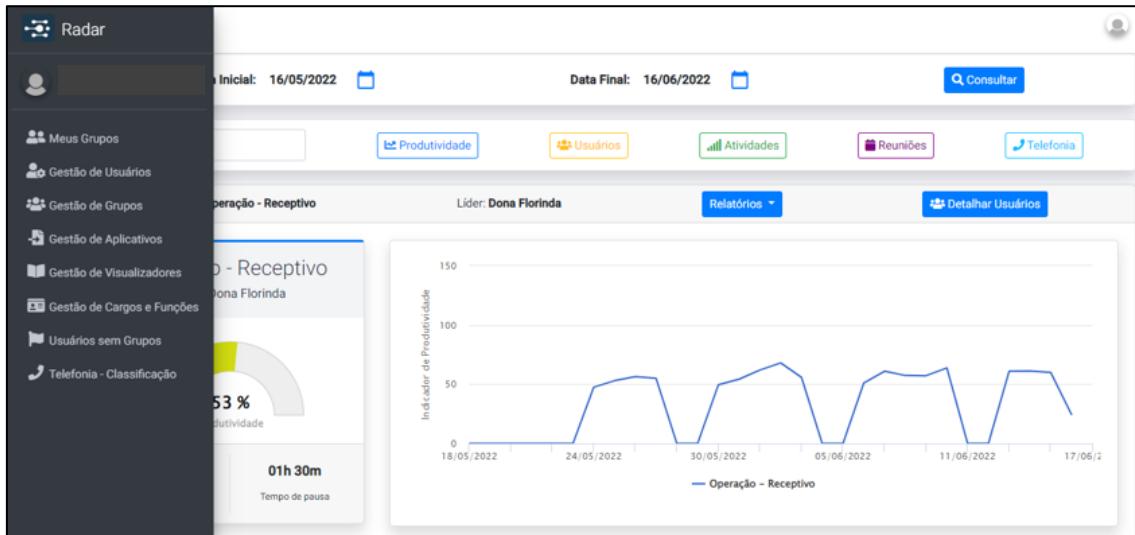 Radar
Inicial: 16/05/2022
Data Final: 16/06/2022
Consultar
Meus Grupos
Gestão de Usuários
Gestão de Grupos
Gestão de Aplicativos
Gestão de Visualizadores
Gestão de Cargos e Funções
Usuários sem Grupos
Telefonia - Classificação
Produtividade
Usuários
Atividades
Reuniões
Telefonia
peração - Receptivo
Líder: Dona Florinda
Relatórios
Detalhar Usuários
o - Receptivo
Dona Florinda
53 %
dutividade
01h 30m
Tempo de pausa
Indicador de Produtividade
150
100
50
0
18/05/2022
24/05/2022
30/05/2022
05/06/2022
11/06/2022
17/06/2
Operação - Receptivo